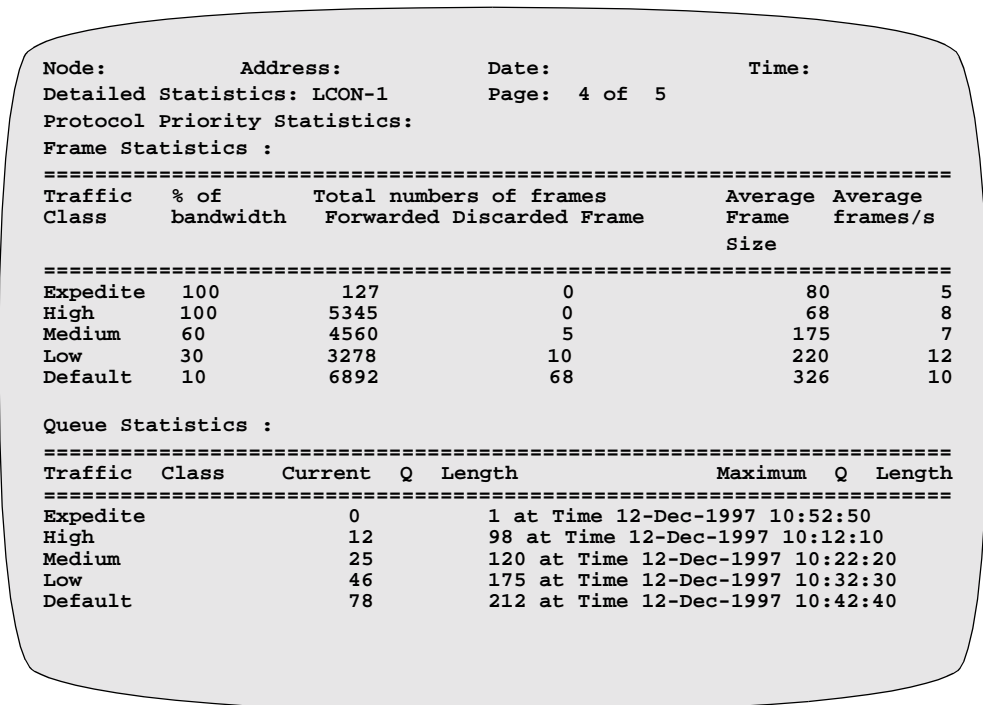 Node: Address: Date: Time:
Detailed Statistics: LCON-1 Page: 4 of 5
Protocol Priority Statistics:
Frame Statistics :
=======================================================================
Traffic % of Total numbers of frames Average Average
Class bandwidth Forwarded Discarded Frame Frame frames/s
Size
=======================================================================
Expedite 100 127 0 80 5
High 100 5345 0 68 8
Medium 60 4560 5 175 7
Low 30 3278 10 220 12
Default 10 6892 68 326 10
Queue Statistics :
=======================================================================
Traffic Class Current Q Length Maximum Q Length
=======================================================================
Expedite 0 1 at Time 12-Dec-1997 10:52:50
High 12 98 at Time 12-Dec-1997 10:12:10
Medium 25 120 at Time 12-Dec-1997 10:22:20
Low 46 175 at Time 12-Dec-1997 10:32:30
Default 78 212 at Time 12-Dec-1997 10:42:40